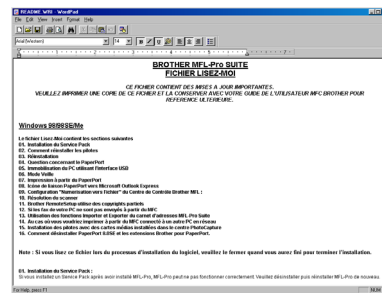 README.WRI - WordPad
File Edit View Insert Format Help
Arial (Western) 14
BROTHER MFL-Pro SUITE
FICHIER LISEZ-MOI
CE FICHIER CONTIENT DES MISES A JOUR IMPORTANTES.
VEUILLEZ IMPRIMER UNE COPIE DE CE FICHIER ET LA CONSERVER AVEC VOTRE GUIDE DE L'UTILISATEUR MFC BROTHER POUR
REFERENCE ULTERIEURE.
Windows 98/98SE/Me
Le fichier Lisez-Moi contient les sections suivantes
01. Installation du Service Pack
02. Comment réinstaller les pilotes
03. Réinstallation
04. Question concernant le PaperPort
05. Immobilisation du PC utilisant l'interface USB
06. Mode Veille
07. Impression à partir du PaperPort
08. Icône de liaison PaperPort vers Microsoft Outlook Express
09. Configuration "Numérisation vers Fichier" du Centre de Contrôle Brother MFL :
10. Résolution du scanner
11. Brother RemoteSetup utilise des copyrights partiels
12. Si les fax de votre PC ne sont pas envoyés à partir du MFC
13. Utilisation des fonctions Importer et Exporter du carnet d'adresses MFL-Pro Suite
14. Au cas où vous voudriez imprimer à partir du MFC connecté à un autre PC en réseau
15. Installation des pilotes avec des cartes médias installées dans le centre PhotoCapture
16. Comment désinstaller PaperPort 8.0SE et les extensions Brother pour PaperPort.
Note : Si vous lisez ce fichier lors du processus d'installation du logiciel, veuillez le fermer quand vous aurez fini pour terminer l'installation.
01. Installation du Service Pack :
Si vous installez un Service Pack après avoir installé MFL-Pro, MFL-Pro peut ne pas fonctionner correctement. Veuillez désinstaller puis réinstaller MFL-Pro de nouveau.
For Help, press F1
NUM